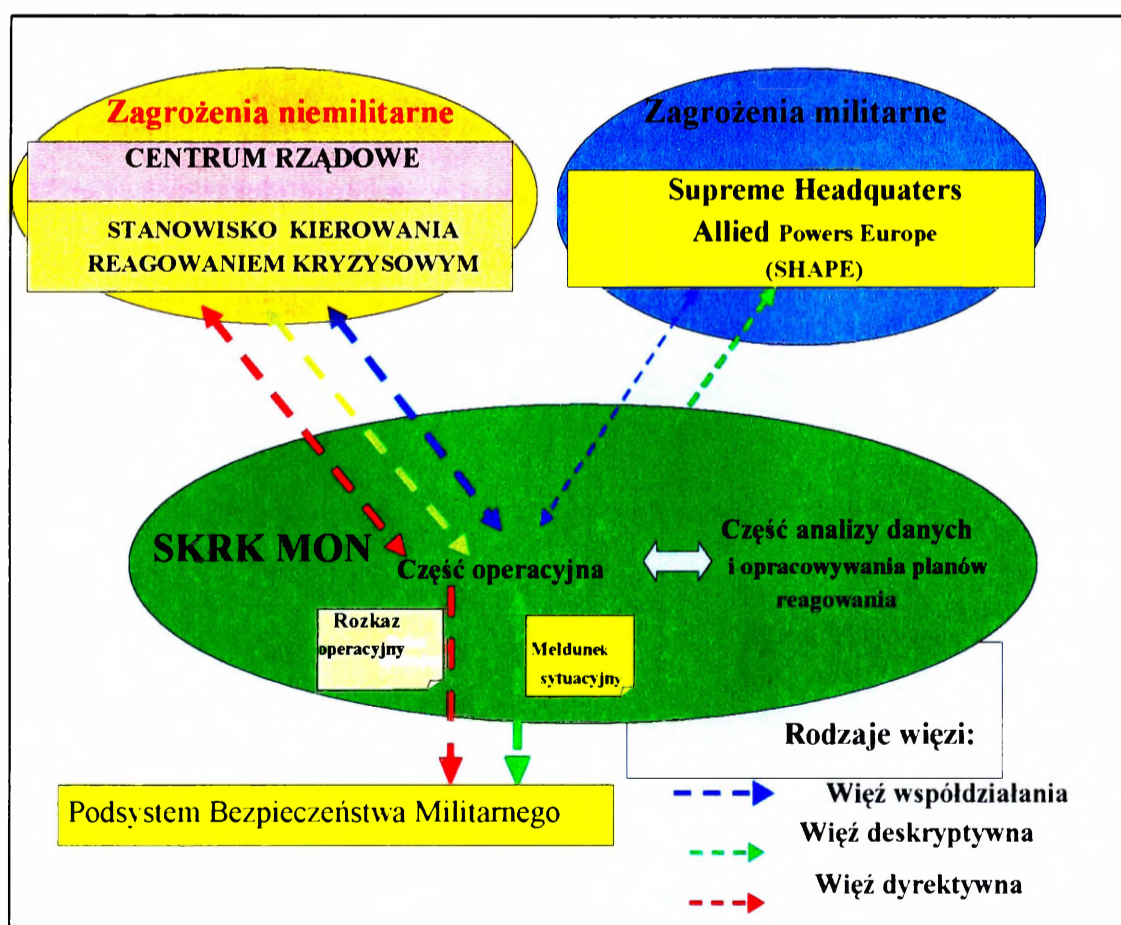 Zagrożenia niemilitarne
CENTRUM RZĄDOWE
STANOWISKO KIEROWANIA
REAGOWANIEM KRYZYSOWYM
Zagrożenia militarne
Supreme Headquaters
Allied Powers Europe
(SHAPE)
SKRK MON
Część operacyjna
Część analizy danych
i opracowywania planów
reagowania
Rozkaz
operacyjny
Meldunek
sytuacyjny
Podsystem Bezpieczeństwa Militarnego
Rodzaje więzi:
Więź współdziałania
Więź deskryptywna
Więź dyrektywna